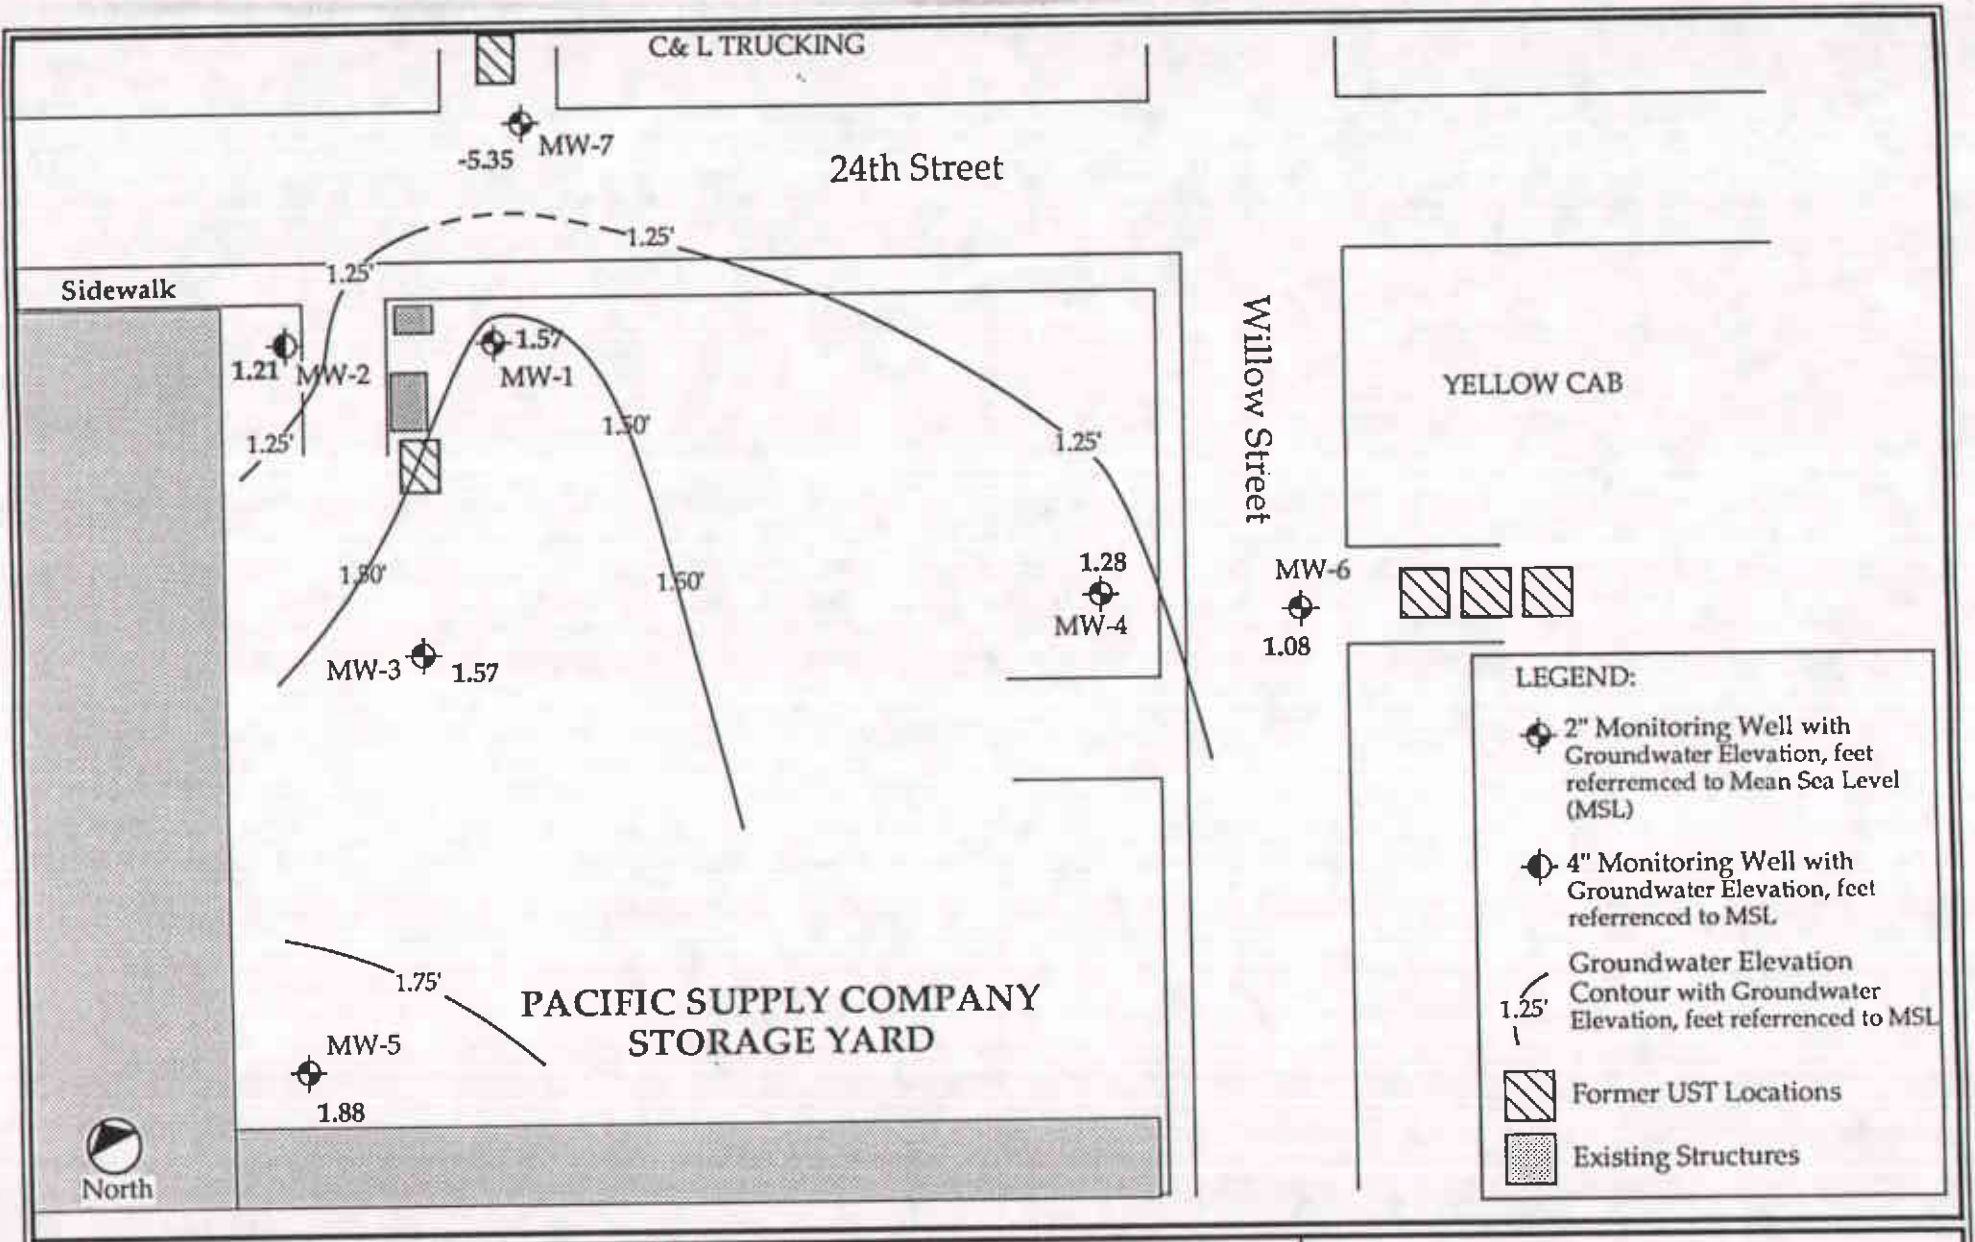 C& L TRUCKING
MW-7
-5.35
24th Street
1.25'
1.25'
Sidewalk
1.57
1.21
MW-2
MW-1
Willow Street
YELLOW CAB
1.50'
1.25'
1.25'
1.28
MW-6
1.50'
1.50'
MW-4
1.08
MW-3
1.57
LEGEND:
2" Monitoring Well with
Groundwater Elevation, feet
referremced to Mean Sea Level
(MSL)
4" Monitoring Well with
Groundwater Elevation, feet
referrenced to MSL
Groundwater Elevation
Contour with Groundwater
Elevation, feet referrenced to MSL
1.25'
1.75'
PACIFIC SUPPLY COMPANY
STORAGE YARD
MW-5
1.88
Former UST Locations
Existing Structures
North